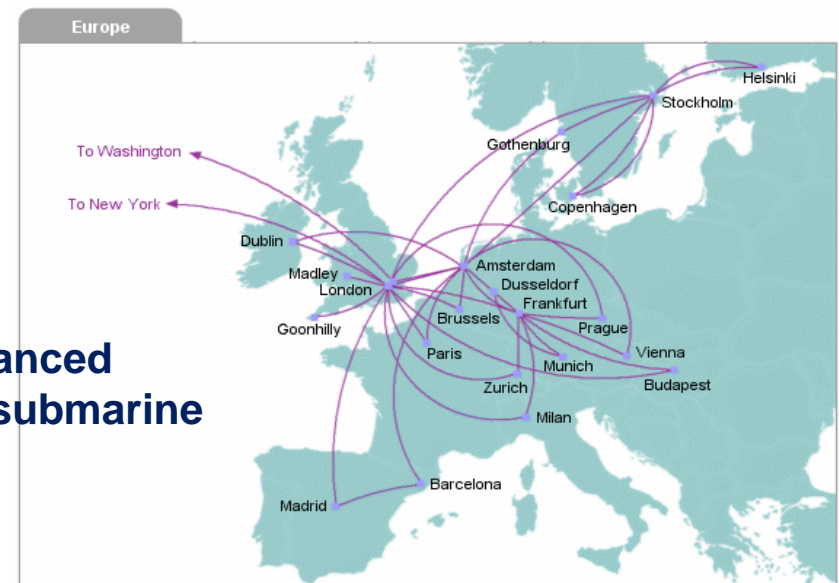 Europe
Helsinki
Stockholm
Gothenburg
To Washington
To New York
Copenhagen
Dublin
Amsterdam
Madley
Dusseldorf
London
Frankfurt
Goonhilly
Brussels
Prague
anced
Paris
Vienna
Munich
Zurich
Budapest
submarine
Milan
Barcelona
Madrid